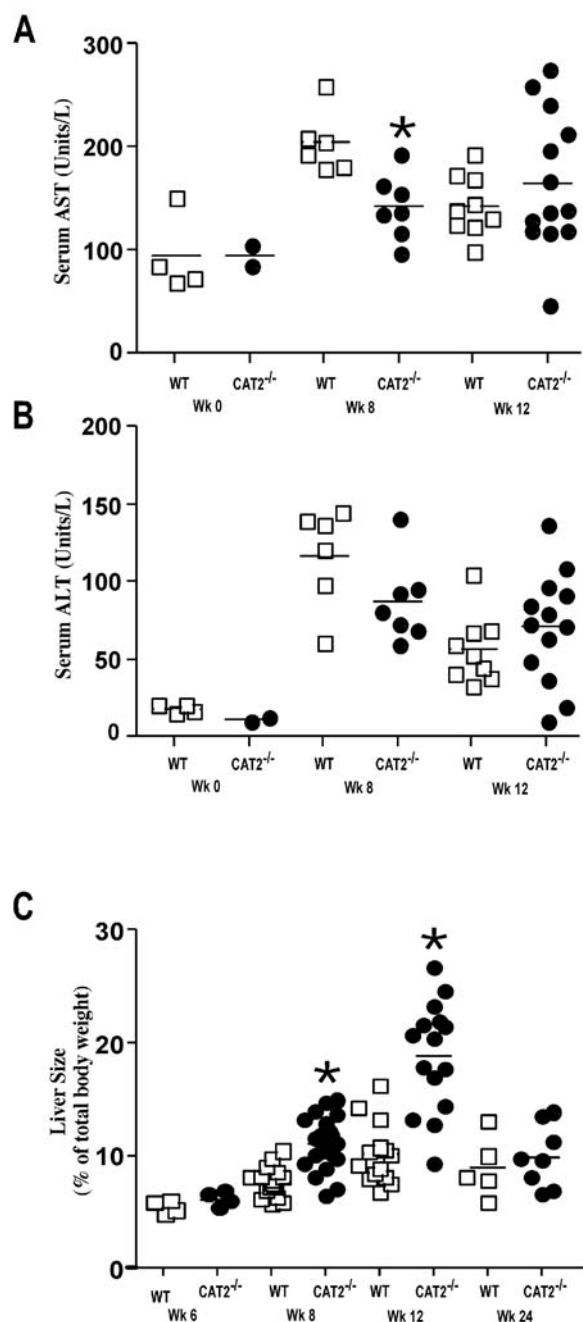 A
Serum AST (Units/L)
300
200
100
0
*
WT CAT2-/- WT CAT2-/- WT CAT2-/-
Wk 0 Wk 8 Wk 12
B
Serum ALT (Units/L)
200
150
100
50
0
WT CAT2-/- WT CAT2-/- WT CAT2-/-
Wk 0 Wk 8 Wk 12
C
Liver Size
(% of total body weight)
30
20
10
0
*
*
WT CAT2-/- WT CAT2-/- WT CAT2-/- WT CAT2-/-
Wk 6 Wk 8 Wk 12 Wk 24